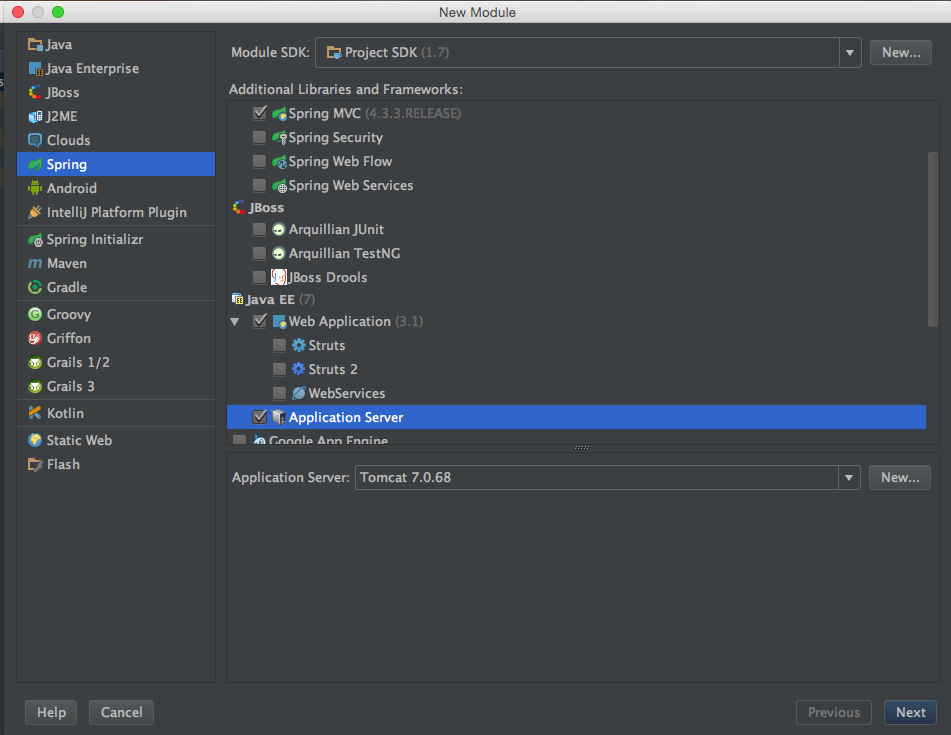 New Module
Java
Java Enterprise
JBoss
J2ME
Clouds
Spring
Android
IntelliJ Platform Plugin
Spring Initializr
Maven
Gradle
Groovy
Griffon
Grails 1/2
Grails 3
Kotlin
Static Web
Flash
Module SDK: Project SDK (1.7) New...
Additional Libraries and Frameworks:
Spring MVC (4.3.3.RELEASE)
Spring Security
Spring Web Flow
Spring Web Services
JBoss
Arquillian JUnit
Arquillian TestNG
JBoss Drools
Java EE (7)
Web Application (3.1)
Struts
Struts 2
WebServices
Application Server
Google App Engine
Application Server: Tomcat 7.0.68 New...
Help Cancel Previous Next